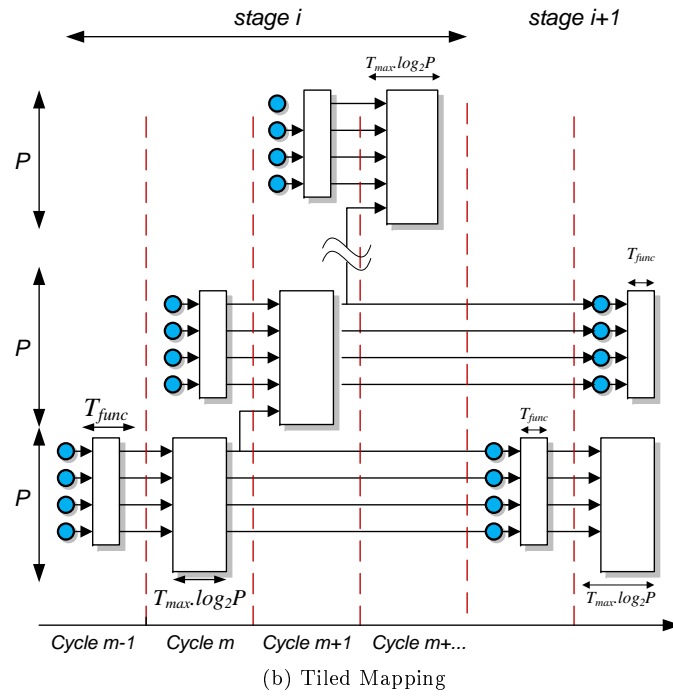 stage i
stage i+1
Tmax.log2P
P
Tfunc
P
Tfunc
Tfunc
P
Tmax.log2P
Tmax.log2P
Cycle m-1
Cycle m
Cycle m+1
Cycle m+...
(b) Tiled Mapping